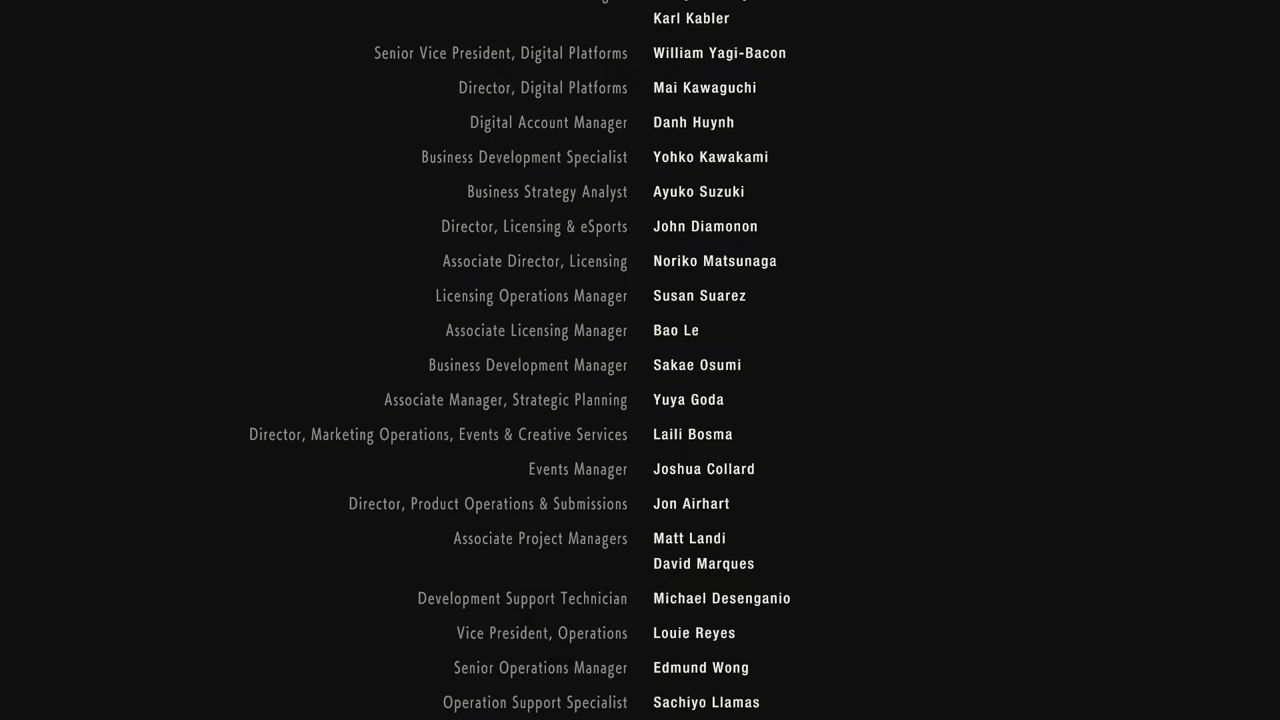 Karl Kabler
Senior Vice President, Digital Platforms William Yagi-Bacon
Director, Digital Platforms Mai Kawaguchi
Digital Account Manager Danh Huynh
Business Development Specialist Yohko Kawakami
Business Strategy Analyst Ayuko Suzuki
Director, Licensing & eSports John Diamonon
Associate Director, Licensing Noriko Matsunaga
Licensing Operations Manager Susan Suarez
Associate Licensing Manager Bao Le
Business Development Manager Sakae Osumi
Associate Manager, Strategic Planning Yuya Goda
Director, Marketing Operations, Events & Creative Services Laili Bosma
Events Manager Joshua Collard
Director, Product Operations & Submissions Jon Airhart
Associate Project Managers Matt Landi
David Marques
Development Support Technician Michael Desenganio
Vice President, Operations Louie Reyes
Senior Operations Manager Edmund Wong
Operation Support Specialist Sachiyo Llamas